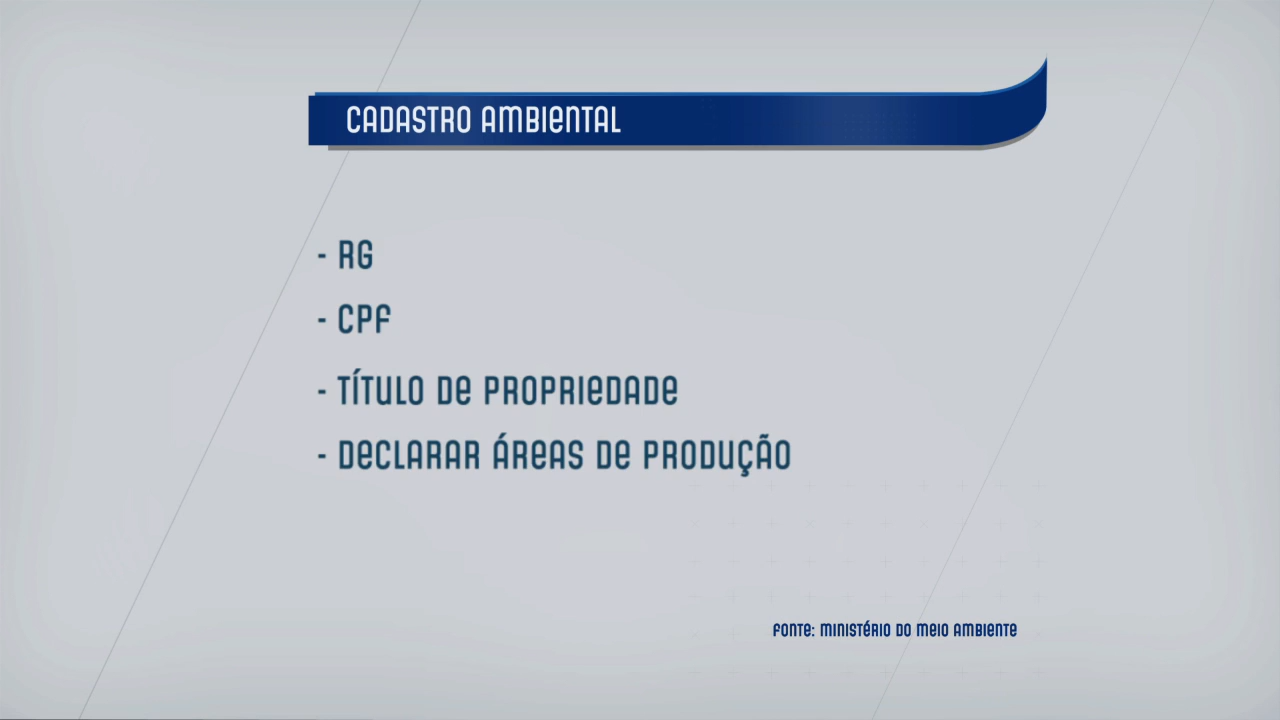 CADASTRO AMBIENTAL
- RG
- CPF
- TÍTULO DE PROPRIEDADE
- DECLARAR ÁREAS DE PRODUÇÃO
FONTE: MINISTÉRIO DO MEIO AMBIENTE